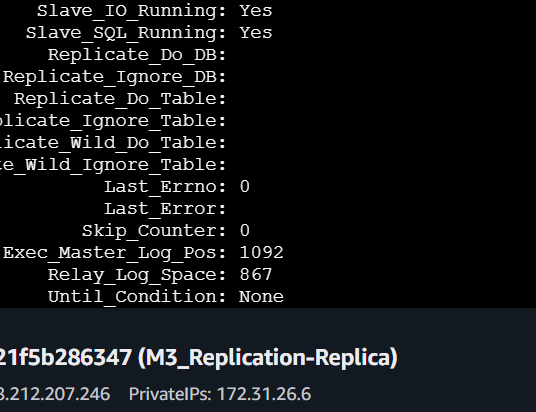 Slave_IO_Running: Yes
Slave_SQL_Running: Yes
Replicate_Do_DB:
Replicate_Ignore_DB:
Replicate_Do_Table:
plicate_Ignore_Table:
licate_Wild_Do_Table:
te_Wild_Ignore_Table:
Last_Errno: 0
Last_Error:
Skip_Counter: 0
Exec_Master_Log_Pos: 1092
Relay_Log_Space: 867
Until_Condition: None
21f5b286347 (M3_Replication-Replica)
3.212.207.246 PrivateIPs: 172.31.26.6